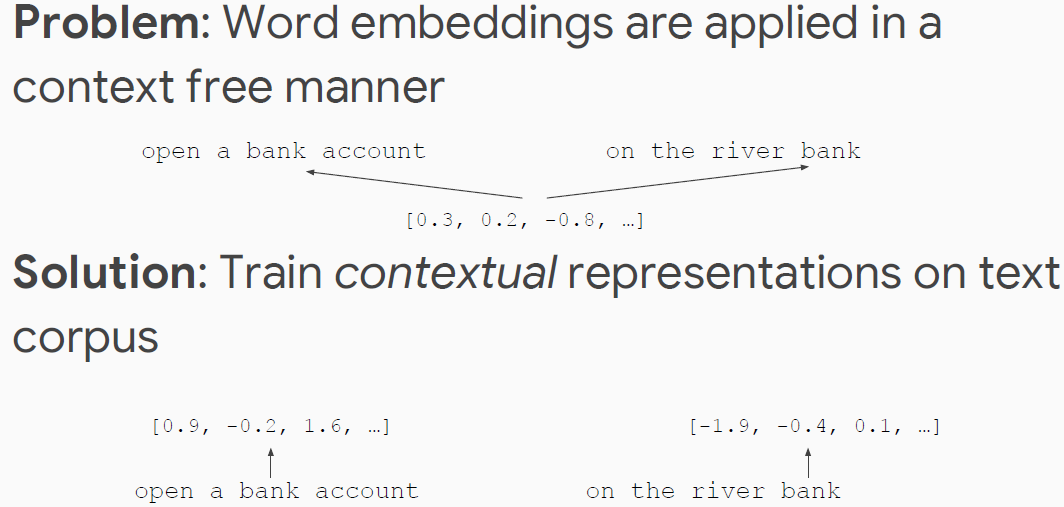 Problem: Word embeddings are applied in a
context free manner
open a bank account on the river bank
[0.3, 0.2, -0.8, …]
Solution: Train contextual representations on text
corpus
[0.9, -0.2, 1.6, …] [-1.9, -0.4, 0.1, …]
open a bank account on the river bank